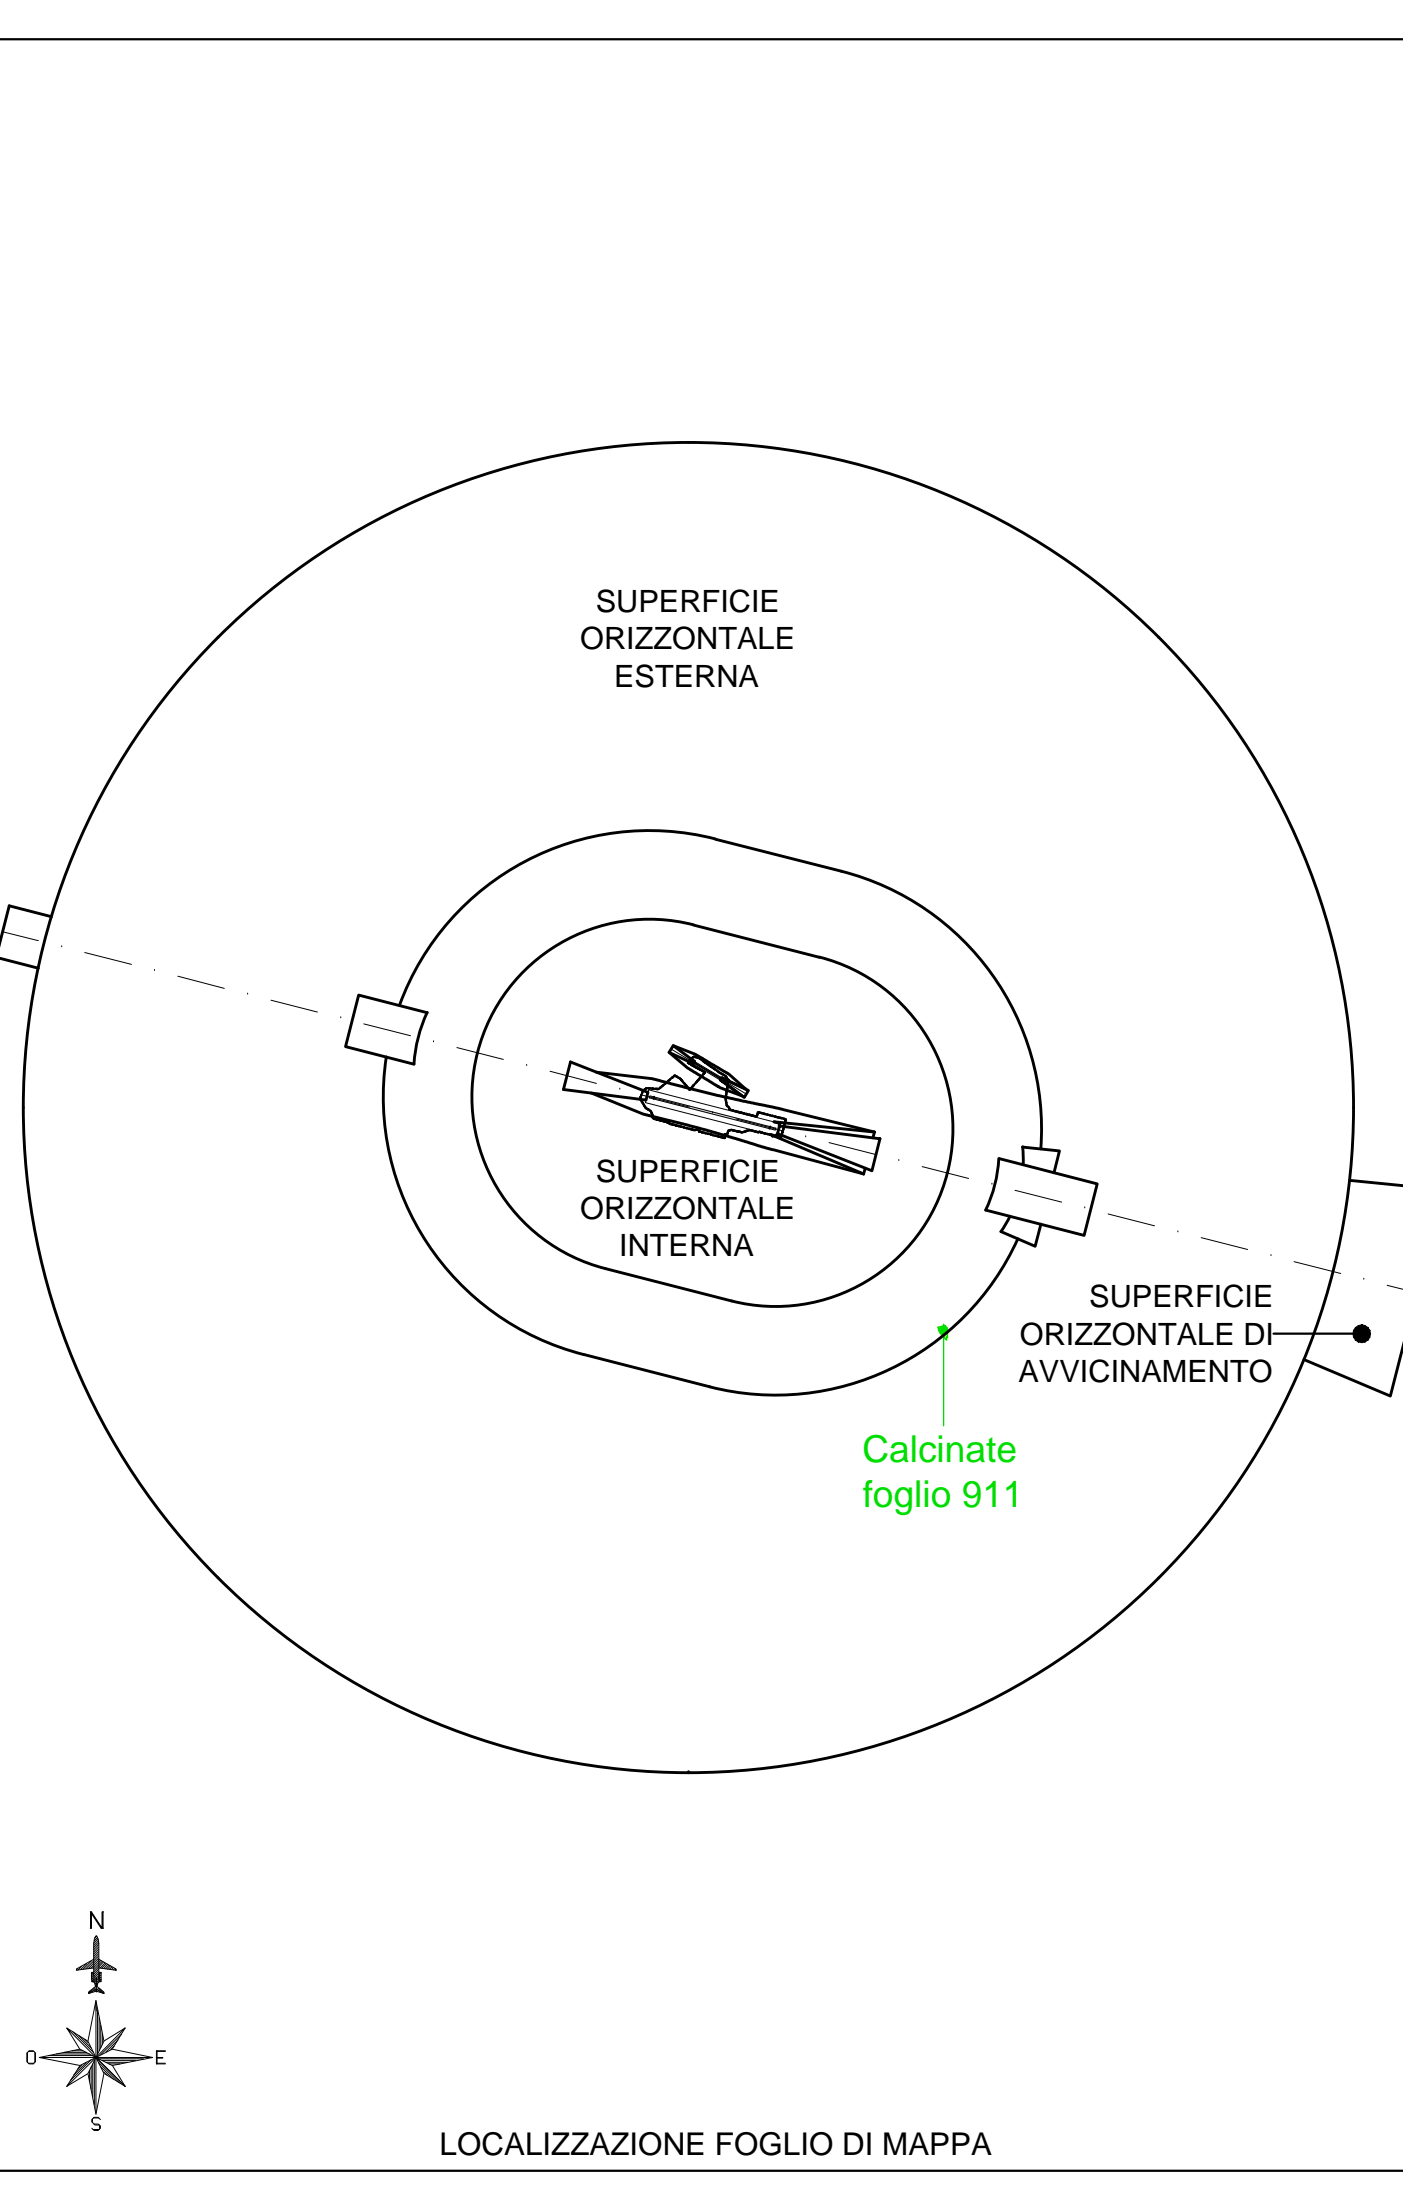 SUPERFICIE
ORIZZONTALE
ESTERNA
SUPERFICIE
ORIZZONTALE
INTERNA
SUPERFICIE
ORIZZONTALE DI
AVVICINAMENTO
Calcinate
foglio 911
N
O E
S
LOCALIZZAZIONE FOGLIO DI MAPPA